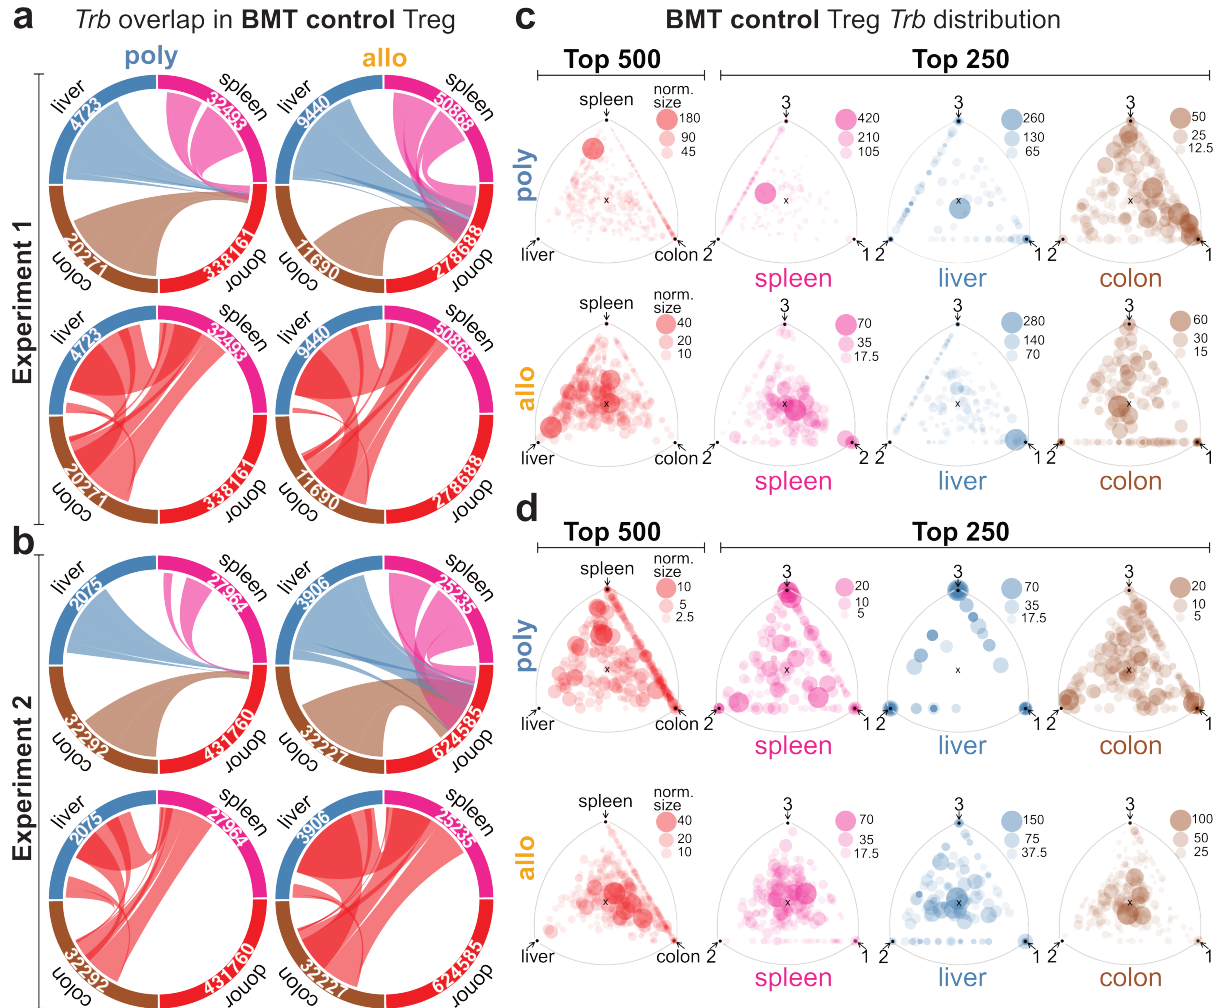 a Trb overlap in BMT control Treg
poly allo
Experiment 1
liver 4723 spleen 32493 colon 20271 donor 338161
liver 9440 spleen 50868 colon 11690 donor 278688
liver 4723 spleen 32493 colon 20271 donor 338161
liver 9440 spleen 50868 colon 11690 donor 278688
b
Experiment 2
liver 2075 spleen 27964 colon 32292 donor 431760
liver 3906 spleen 25235 colon 32227 donor 624585
liver 2075 spleen 27964 colon 32292 donor 431760
liver 3906 spleen 25235 colon 32227 donor 624585
c BMT control Treg Trb distribution
Top 500 Top 250
poly
spleen norm. size 180 90 45 x liver colon
3 420 210 105 x 2 1 spleen
3 260 130 65 x 2 1 liver
3 50 25 12.5 x 2 1 colon
allo
spleen norm. size 40 20 10 x liver colon
3 70 35 17.5 x 2 2 spleen
3 280 140 70 x 2 1 liver
3 60 30 15 x 2 1 colon
d
Top 500 Top 250
poly
spleen norm. size 10 5 2.5 x liver colon
3 20 10 5 x 2 1 spleen
3 70 35 17.5 x 2 1 liver
3 20 10 5 x 2 1 colon
allo
spleen norm. size 40 20 10 x liver colon
3 70 35 17.5 x 2 1 spleen
3 150 75 37.5 x 2 1 liver
3 100 50 25 x 2 1 colon